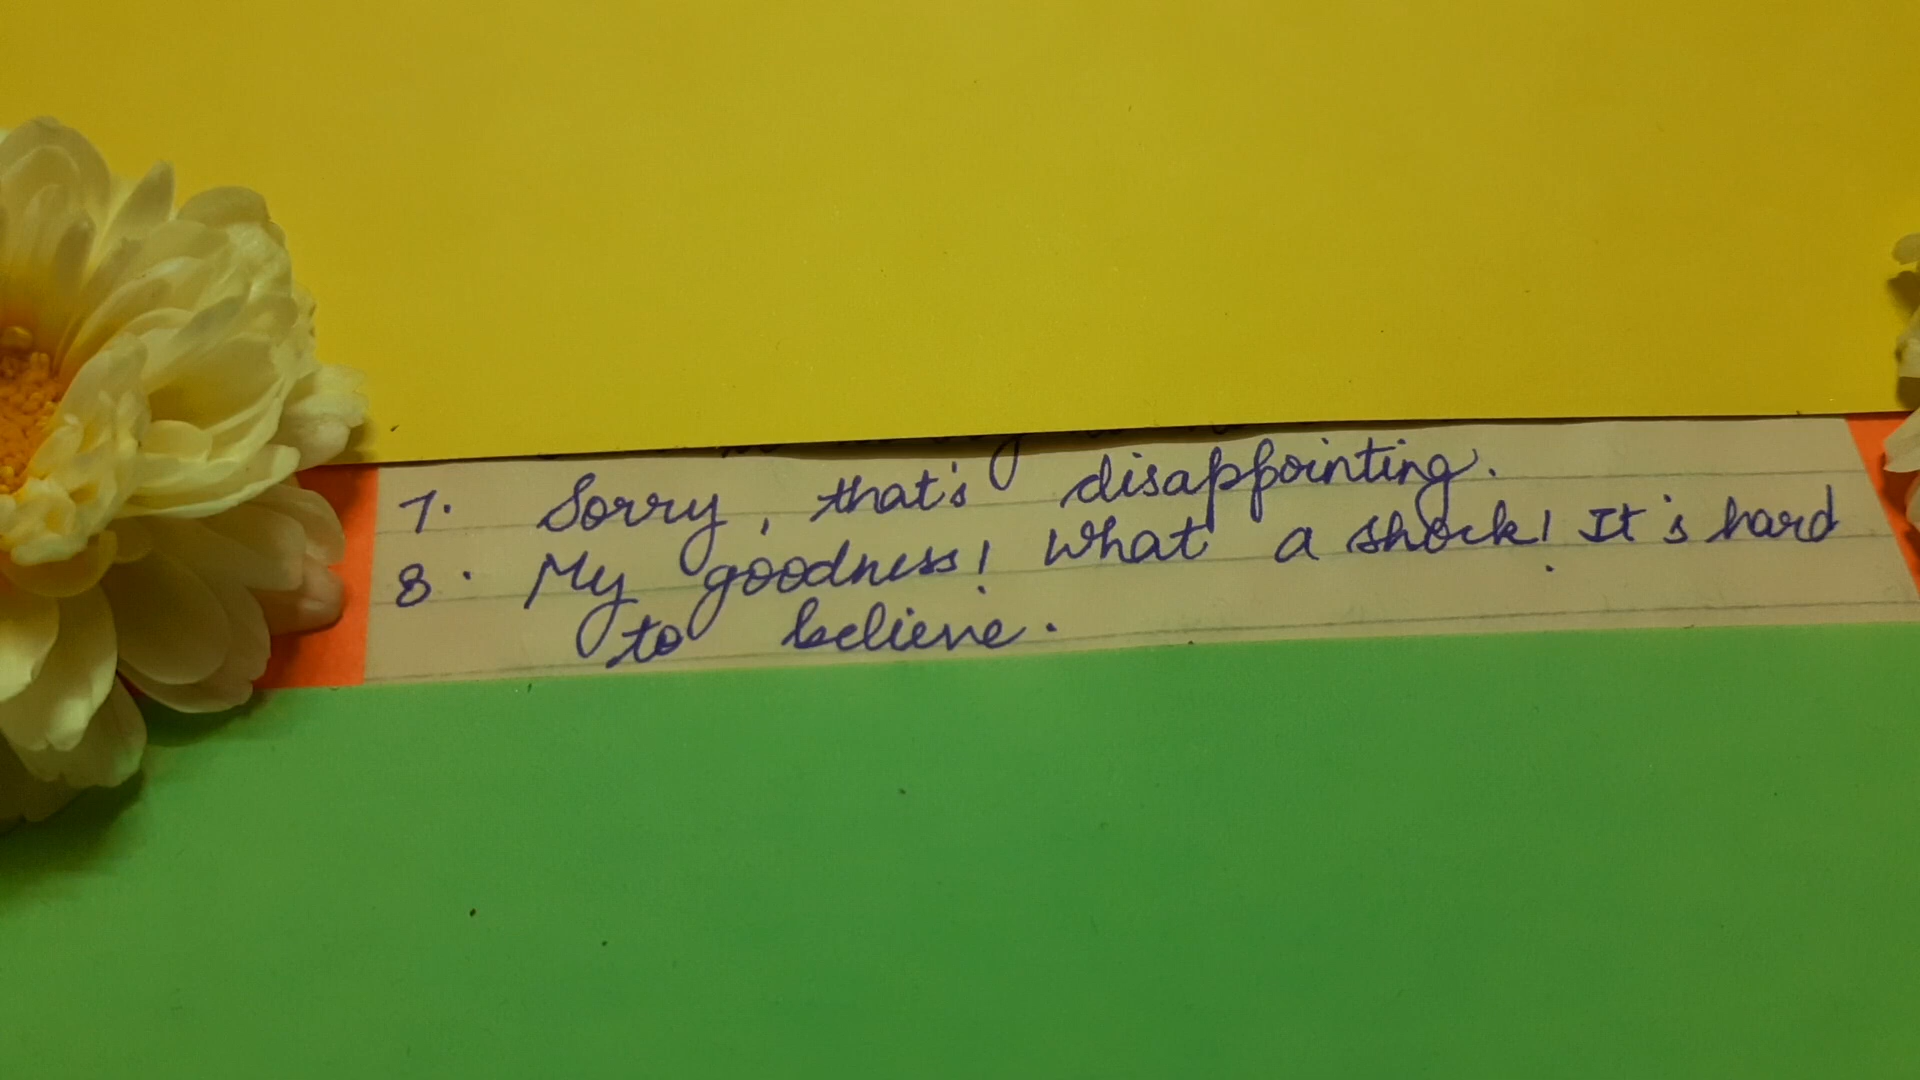 7. Sorry, that's disappointing.
8. My goodness! What a shock! It's hard
to believe.